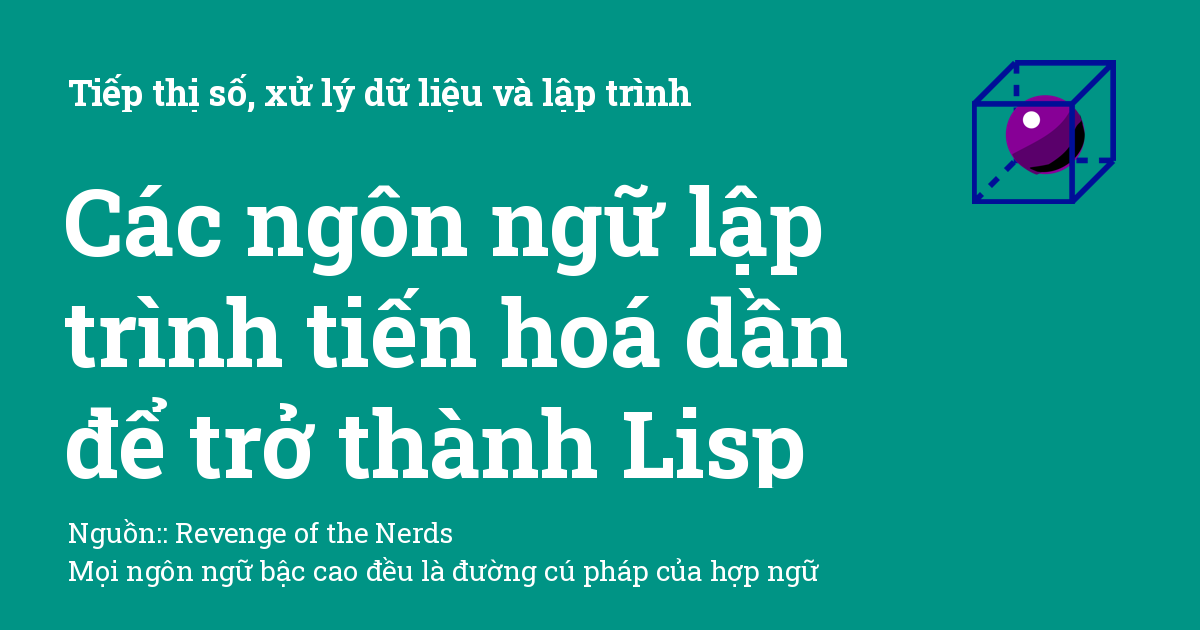 Tiếp thị số, xử lý dữ liệu và lập trình
Các ngôn ngữ lập
trình tiến hoá dần
để trở thành Lisp
Nguồn:: Revenge of the Nerds
Mọi ngôn ngữ bậc cao đều là đường cú pháp của hợp ngữ